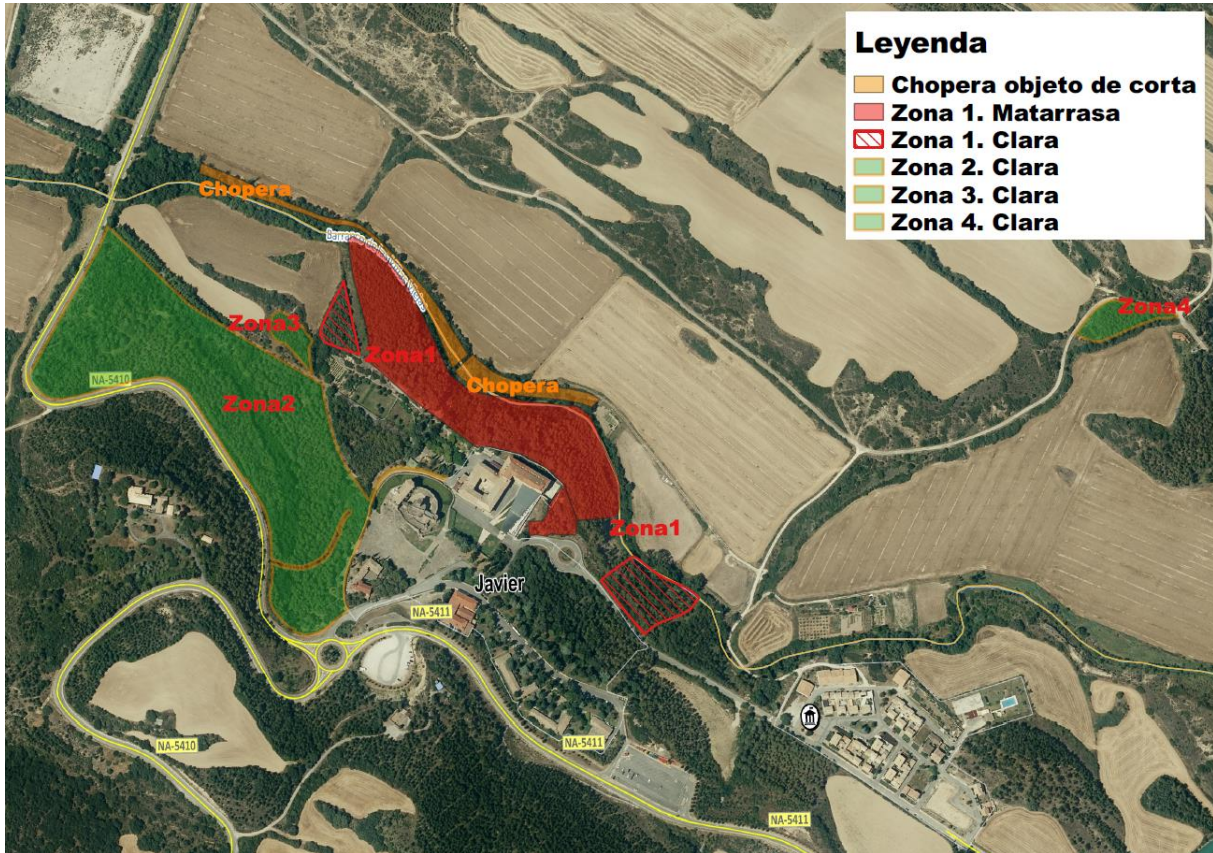 Leyenda
Chopera objeto de corta
Zona 1. Matarrasa
Zona 1. Clara
Zona 2. Clara
Zona 3. Clara
Zona 4. Clara
Chopera
Zona3
Zona4
Zona1
NA-5410
Chopera
Zona2
Zona1
Javier
NA-5411
NA-5410
NA-5411
NA-5411